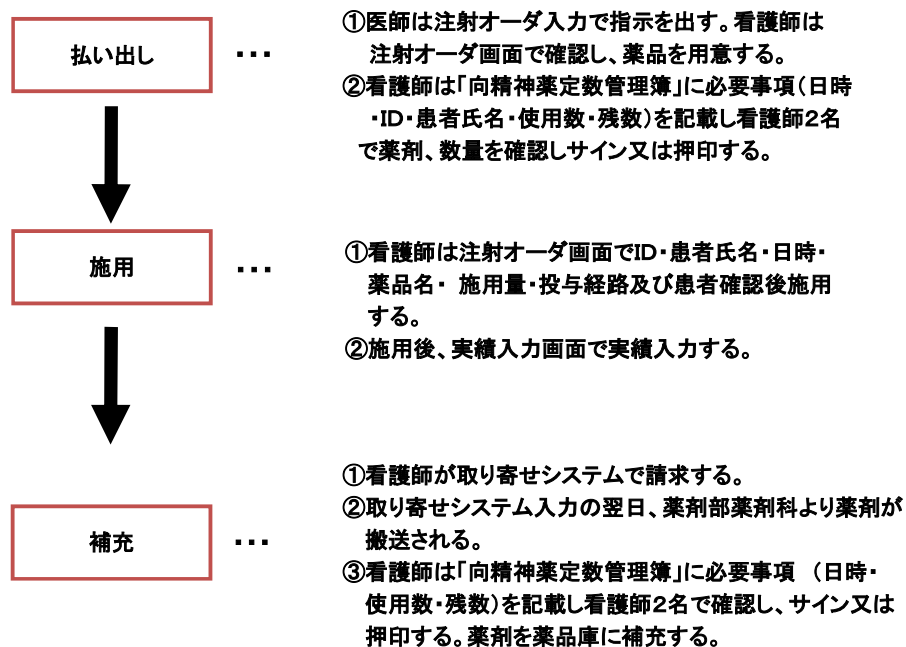 払い出し
・・・
①医師は注射オーダ入力で指示を出す。看護師は
注射オーダ画面で確認し、薬品を用意する。
②看護師は「向精神薬定数管理簿」に必要事項(日時
・ID・患者氏名・使用数・残数)を記載し看護師2名
で薬剤、数量を確認しサイン又は押印する。
施用
・・・
①看護師は注射オーダ画面でID・患者氏名・日時・
薬品名・ 施用量・投与経路及び患者確認後施用
する。
②施用後、実績入力画面で実績入力する。
補充
・・・
①看護師が取り寄せシステムで請求する。
②取り寄せシステム入力の翌日、薬剤部薬剤科より薬剤が
搬送される。
③看護師は「向精神薬定数管理簿」に必要事項 (日時・
使用数・残数)を記載し看護師2名で確認し、サイン又は
押印する。薬剤を薬品庫に補充する。